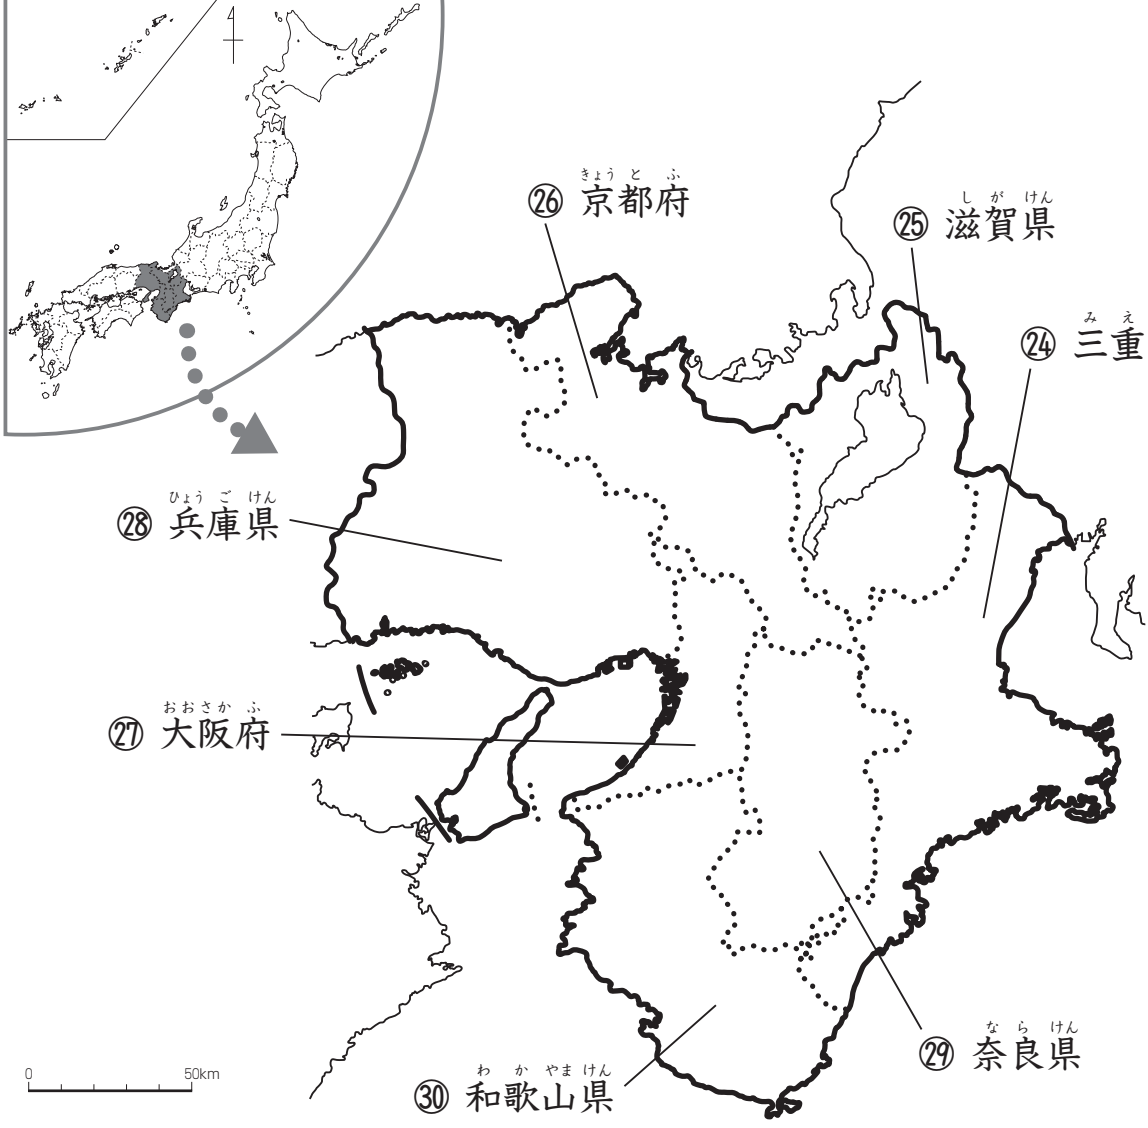 きょうとふ
㉖ 京都府
しがけん
㉕ 滋賀県
みえ
㉔ 三重
ひょうごけん
㉘ 兵庫県
おおさかふ
㉗ 大阪府
ならけん
㉙ 奈良県
わかやまけん
㉚ 和歌山県
0 50km